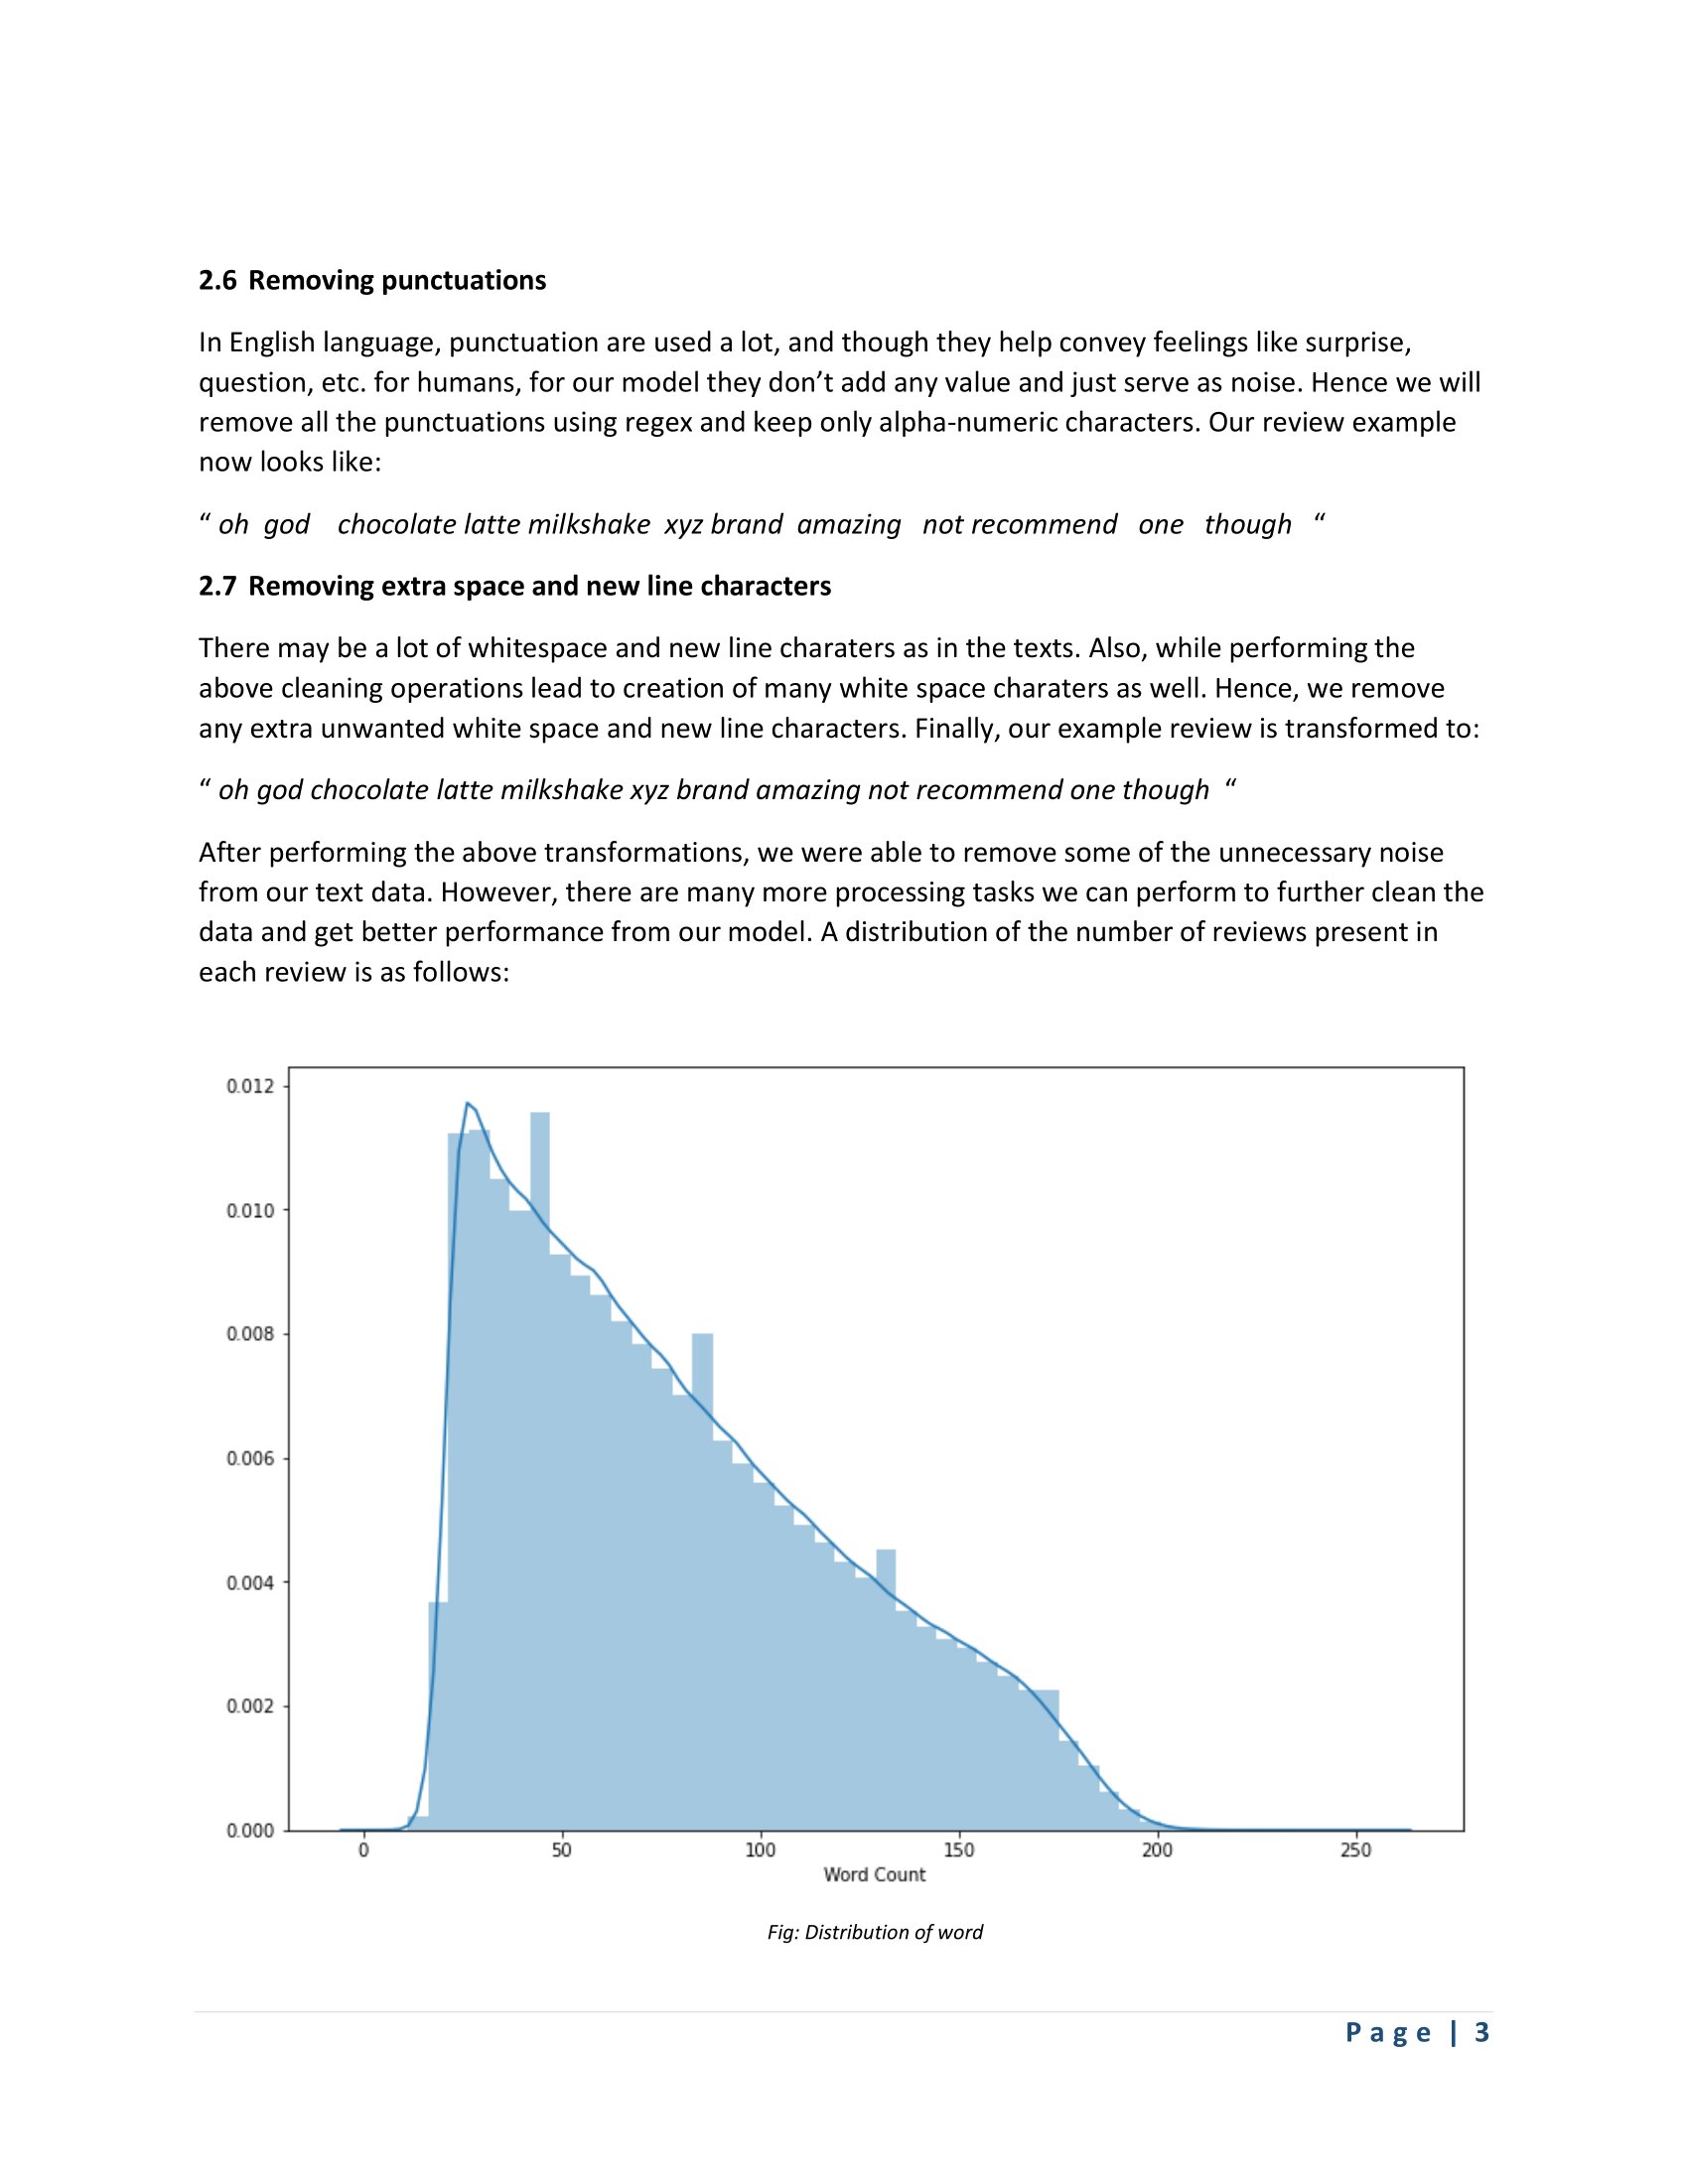 2.6 Removing punctuations
In English language, punctuation are used a lot, and though they help convey feelings like surprise,
question, etc. for humans, for our model they don’t add any value and just serve as noise. Hence we will
remove all the punctuations using regex and keep only alpha-numeric characters. Our review example
now looks like:
“ oh  god    chocolate latte milkshake  xyz brand  amazing   not recommend   one   though   “
2.7 Removing extra space and new line characters
There may be a lot of whitespace and new line charaters as in the texts. Also, while performing the
above cleaning operations lead to creation of many white space charaters as well. Hence, we remove
any extra unwanted white space and new line characters. Finally, our example review is transformed to:
“ oh god chocolate latte milkshake xyz brand amazing not recommend one though  “
After performing the above transformations, we were able to remove some of the unnecessary noise
from our text data. However, there are many more processing tasks we can perform to further clean the
data and get better performance from our model. A distribution of the number of reviews present in
each review is as follows:
0.012
0.010
0.008
0.006
0.004
0.002
0.000
0 50 100 150 200 250
Word Count
Fig: Distribution of word
Page | 3